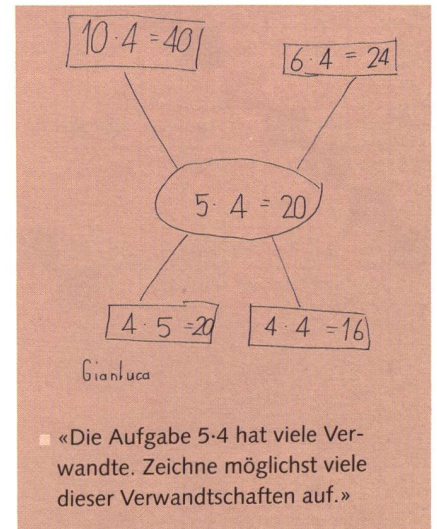 10 · 4 = 40
6 · 4 = 24
5 · 4 = 20
4 · 5 = 20
4 · 4 = 16
Gianluca
«Die Aufgabe 5·4 hat viele Ver-
wandte. Zeichne möglichst viele
dieser Verwandtschaften auf.»